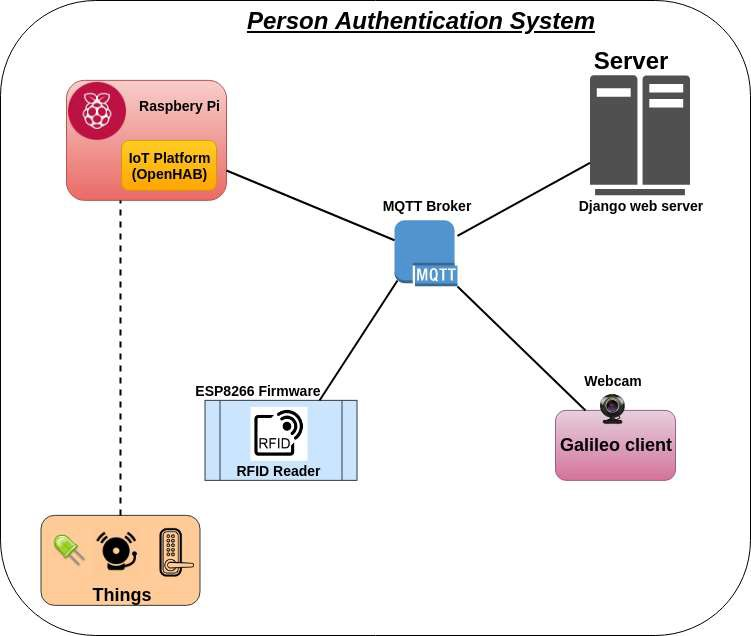 Person Authentication System
Server
Raspbery Pi
IoT Platform
(OpenHAB)
MQTT Broker
Django web server
MQTT
Webcam
ESP8266 Firmware
RFID
Galileo client
RFID Reader
Things